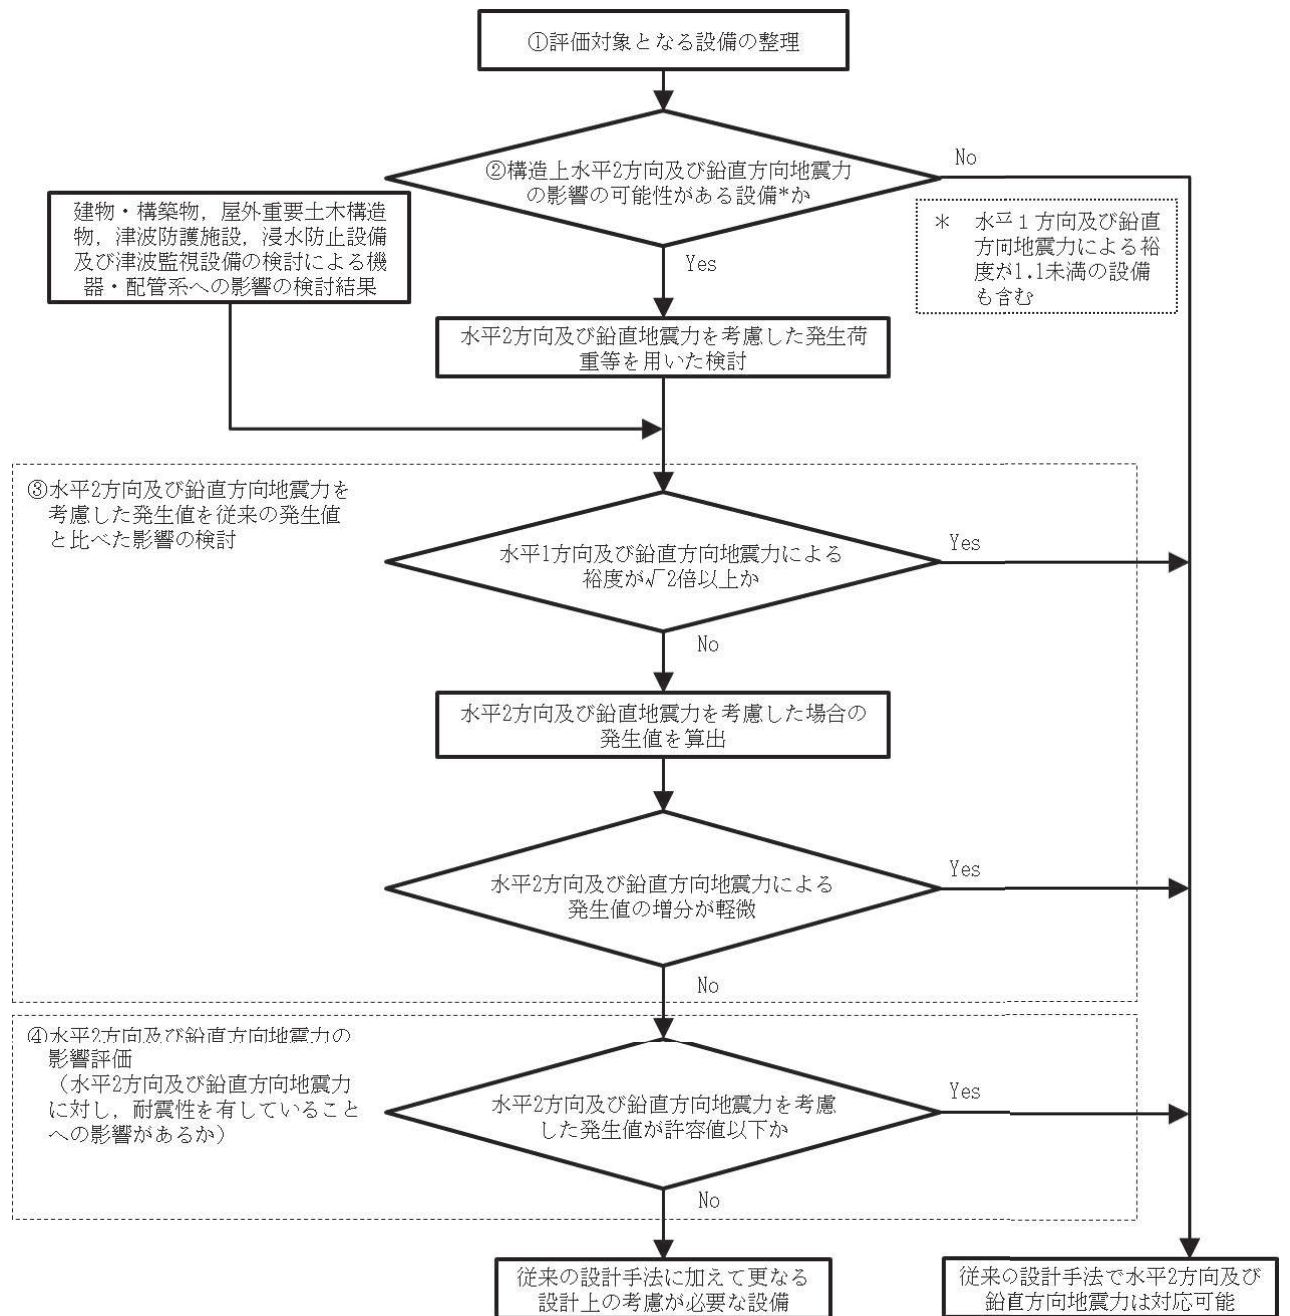 ①評価対象となる設備の整理
②構造上水平2方向及び鉛直方向地震力
の影響の可能性がある設備*か
No
建物・構築物，屋外重要土木構造
物，津波防護施設，浸水防止設備
及び津波監視設備の検討による機
器・配管系への影響の検討結果
＊　水平１方向及び鉛直
方向地震力による裕
度が1.1未満の設備
も含む
Yes
水平2方向及び鉛直地震力を考慮した発生荷
重等を用いた検討
③水平2方向及び鉛直方向地震力を
考慮した発生値を従来の発生値
と比べた影響の検討
水平1方向及び鉛直方向地震力による
裕度が√2倍以上か
Yes
No
水平2方向及び鉛直地震力を考慮した場合の
発生値を算出
水平2方向及び鉛直方向地震力による
発生値の増分が軽微
Yes
No
④水平2方向及び鉛直方向地震力の
影響評価
（水平2方向及び鉛直方向地震力
に対し，耐震性を有していること
への影響があるか）
水平2方向及び鉛直方向地震力を考慮
した発生値が許容値以下か
Yes
No
従来の設計手法に加えて更なる
設計上の考慮が必要な設備
従来の設計手法で水平2方向及び
鉛直方向地震力は対応可能